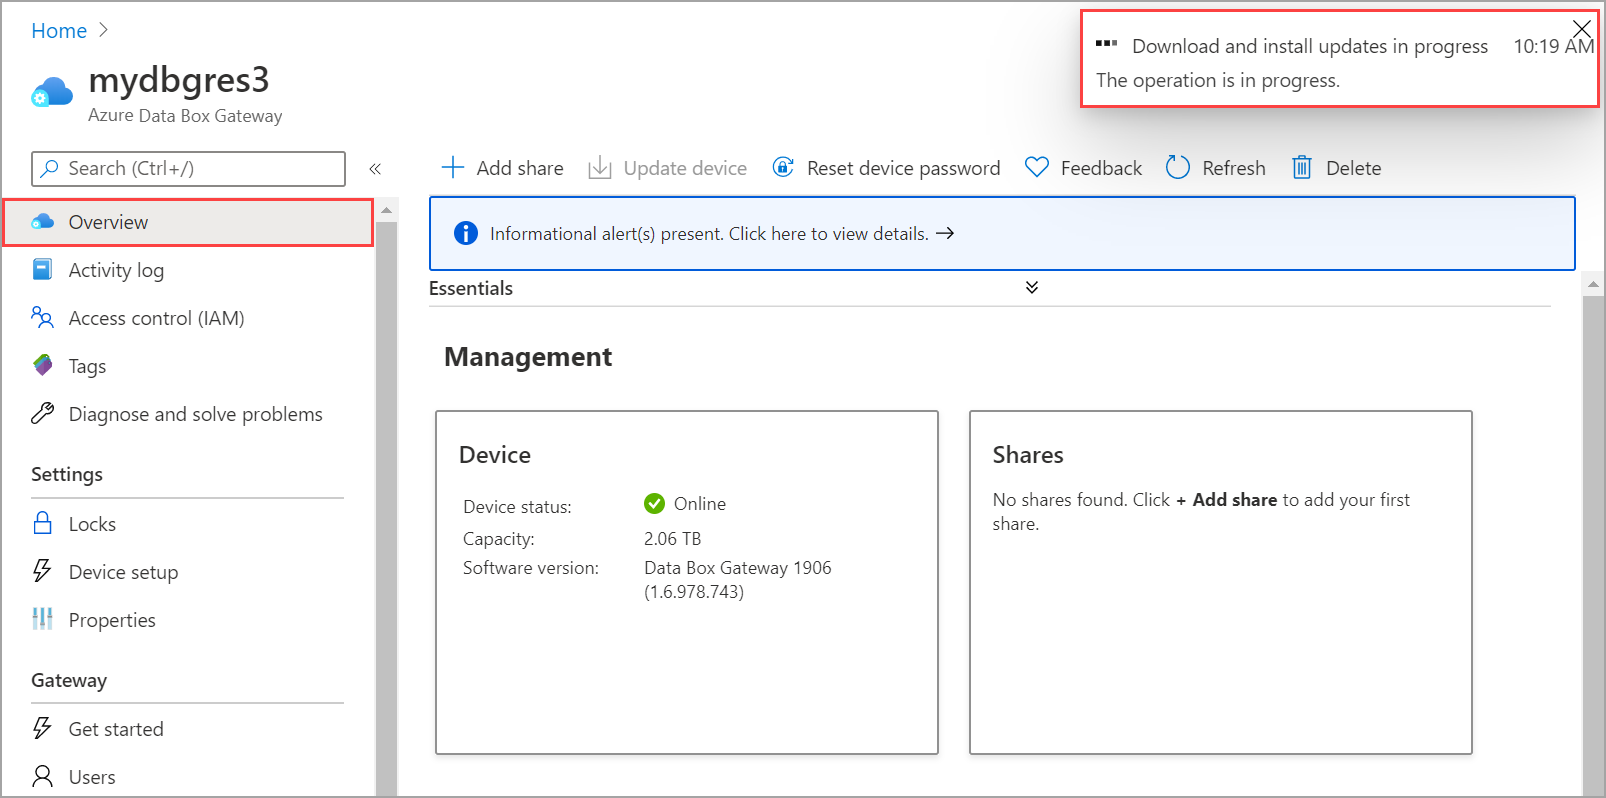 Home
mydbgres3
Azure Data Box Gateway
Download and install updates in progress 10:19 AM
The operation is in progress.
Search (Ctrl+/)
Add share Update device Reset device password Feedback Refresh Delete
Overview
Activity log
Access control (IAM)
Tags
Diagnose and solve problems
Settings
Locks
Device setup
Properties
Gateway
Get started
Users
Informational alert(s) present. Click here to view details. →
Essentials
Management
Device
Device status: Online
Capacity: 2.06 TB
Software version: Data Box Gateway 1906
(1.6.978.743)
Shares
No shares found. Click + Add share to add your first
share.